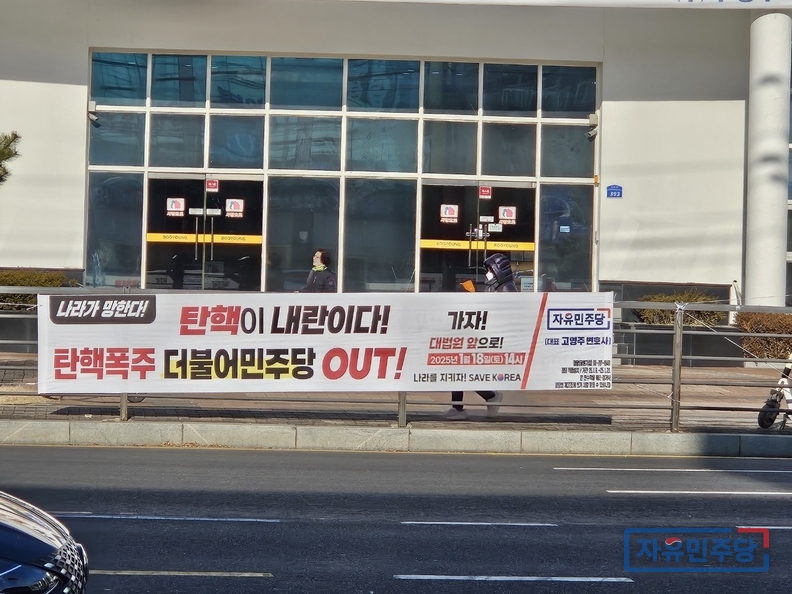 나라가 망한다!
탄핵이 내란이다!
탄핵폭주 더불어민주당 OUT!
가자!
대법원 앞으로!
2025년 1월 18일(토) 14시
나라를 지키자! SAVE KOREA
자유민주당
(대표 고영주 변호사)
393
BOOYOUNG
BOOYOUNG
자유민주당